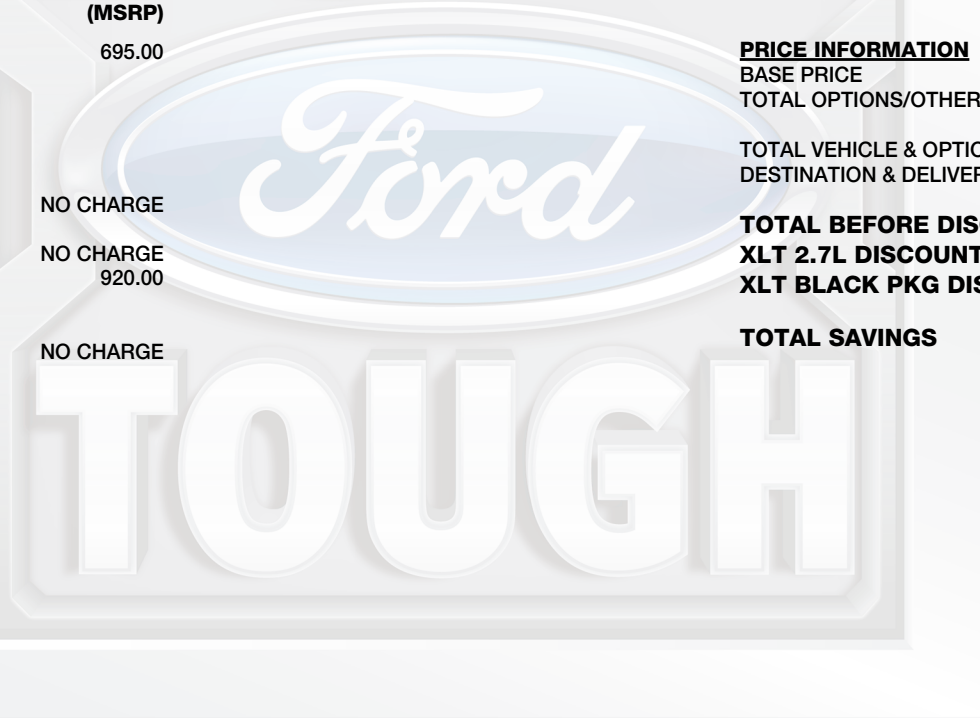 (MSRP)
695.00
NO CHARGE
NO CHARGE
920.00
NO CHARGE
PRICE INFORMATION
BASE PRICE
TOTAL OPTIONS/OTHER
TOTAL VEHICLE & OPTIO
DESTINATION & DELIVER
TOTAL BEFORE DIS
XLT 2.7L DISCOUNT
XLT BLACK PKG DIS
TOTAL SAVINGS
Ford
TOUGH